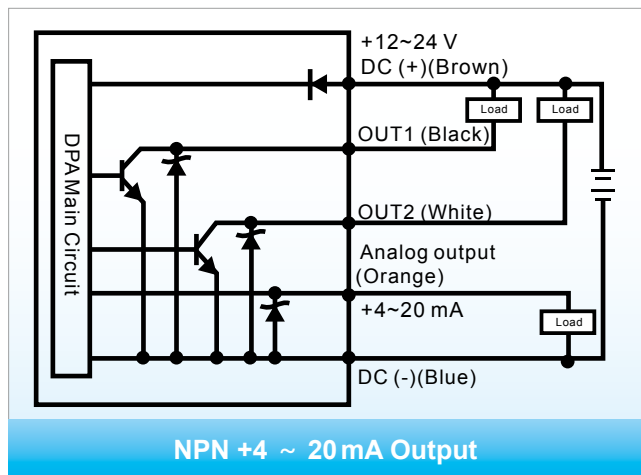 +12~24 V
DC (+)(Brown)
Load
Load
OUT1 (Black)
DPA Main Circuit
OUT2 (White)
Analog output
(Orange)
+4~20 mA
Load
DC (-)(Blue)
NPN +4 ~ 20 mA Output